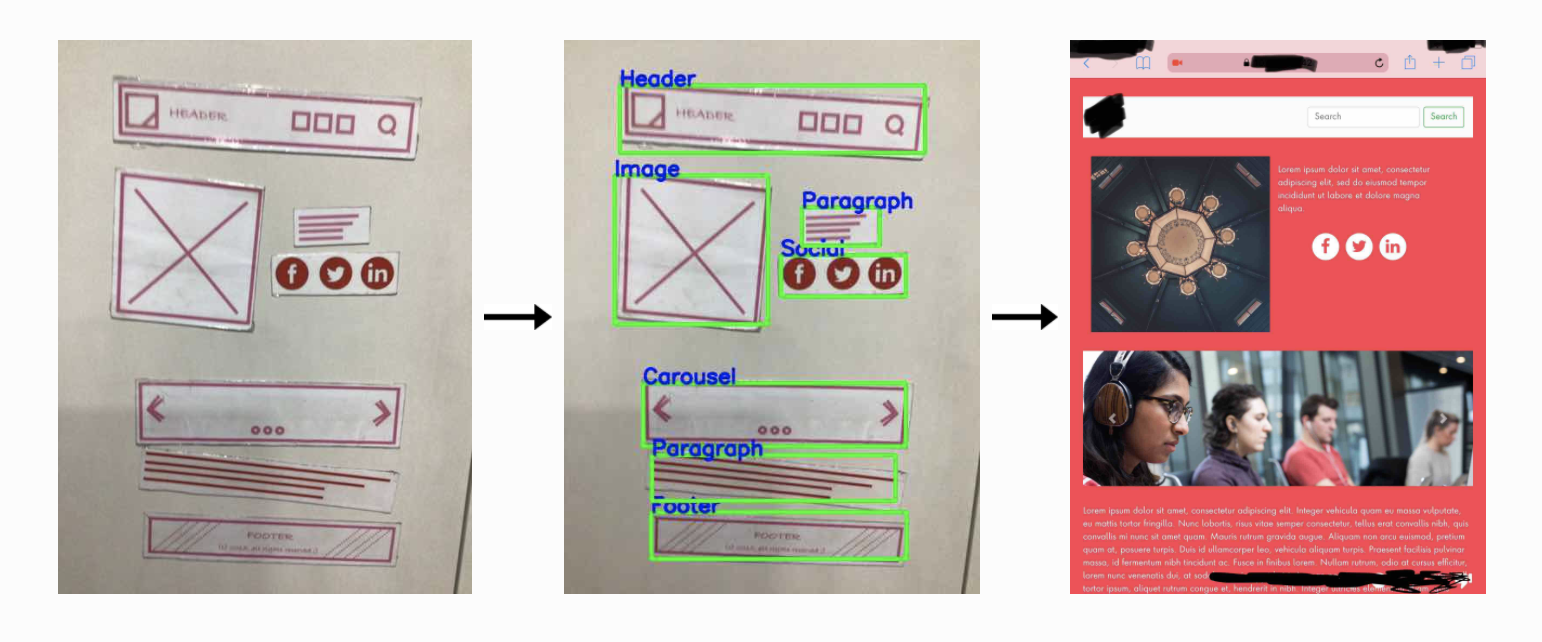 HEADER
f
in
FOOTER
Header
HEADER
Image
Paragraph
Social
f
in
Carousel
Paragraph
Footer
FOOTER
Search
Search
Lorem ipsum dolor sit amet, consectetur
adipiscing elit, sed do eiusmod tempor
incididunt ut labore et dolore magna
aliqua.
f
in
Lorem ipsum dolor sit amet, consectetur adipiscing elit. Integer vehicula quam eu massa vulputate,
eu mattis tortor fringilla. Nunc lobortis, risus vitae semper consectetur, tellus erat convallis nibh, quis
convallis mi nunc sit amet quam. Mauris rutrum gravida augue. Aliquam non arcu euismod, pretium
quam at, posuere turpis. Duis id ullamcorper leo, vehicula aliquam turpis. Praesent facilisis pulvinar
massa, id fermentum nibh tincidunt ac. Fusce in finibus lorem. Nullam rutrum, odio at cursus efficitur,
lorem nunc venenatis dui, at
tortor ipsum, aliquet rutrum congue et, hendrerit in nibh. Integer